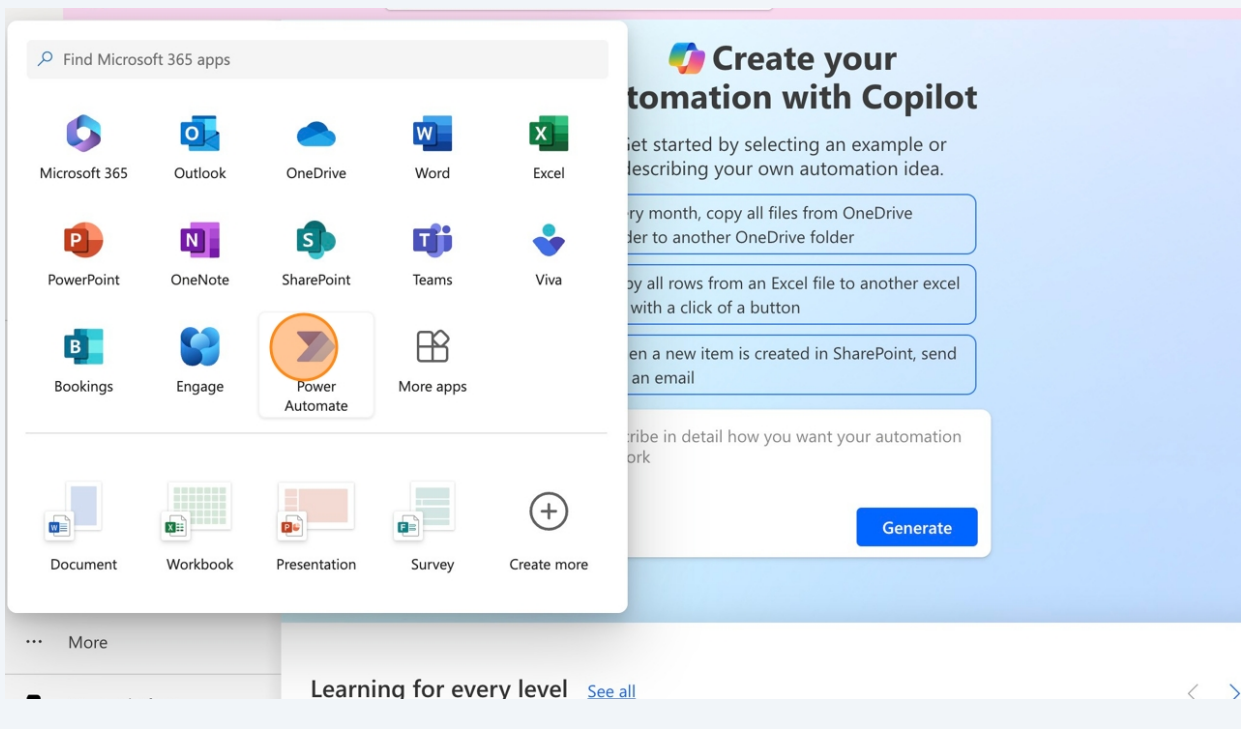 Find Microsoft 365 apps
Microsoft 365
Outlook
OneDrive
Word
Excel
PowerPoint
OneNote
SharePoint
Teams
Viva
Bookings
Engage
Power
Automate
More apps
Document
Workbook
Presentation
Survey
Create more
Create your
tomation with Copilot
et started by selecting an example or
escribing your own automation idea.
ry month, copy all files from OneDrive
der to another OneDrive folder
py all rows from an Excel file to another excel
with a click of a button
en a new item is created in SharePoint, send
an email
ribe in detail how you want your automation
ork
Generate
More
Learning for every level See all